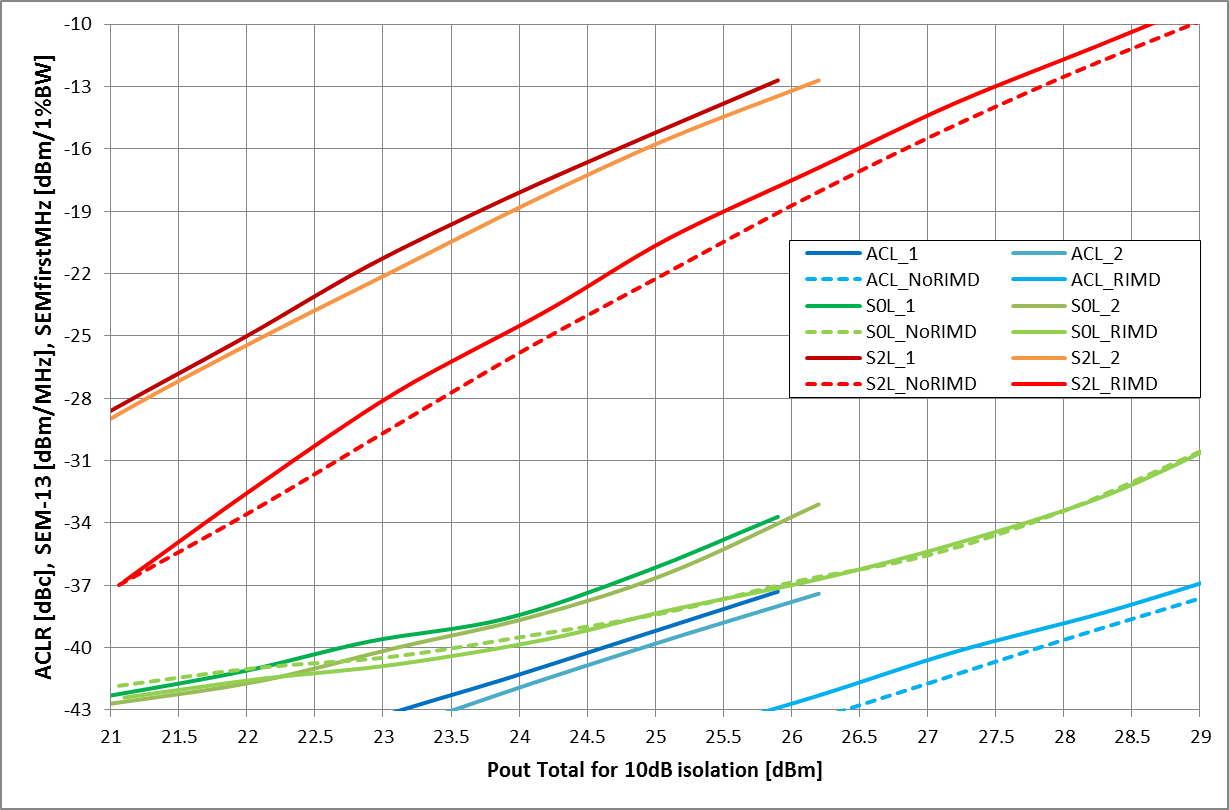 ACLR [dBc], SEM-13 [dBm/MHz], SEMfirstMHz [dBm/1%BW]
-10
-13
-16
-19
-22
-25
-28
-31
-34
-37
-40
-43
ACL_1 ACL_2
ACL_NoRIMD ACL_RIMD
S0L_1 S0L_2
S0L_NoRIMD S0L_RIMD
S2L_1 S2L_2
S2L_NoRIMD S2L_RIMD
21 21.5 22 22.5 23 23.5 24 24.5 25 25.5 26 26.5 27 27.5 28 28.5 29
Pout Total for 10dB isolation [dBm]